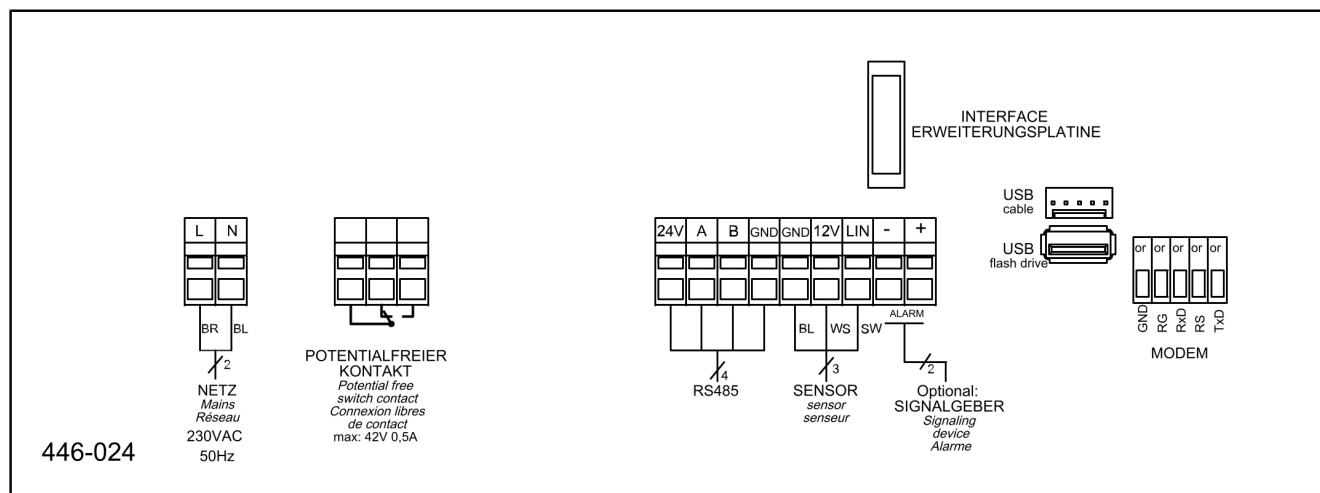 INTERFACE
ERWEITERUNGSPLATINE
USB
cable
USB
flash drive
L N
24V A B GND GND 12V LIN - +
or or or or or
BR BL
BL WS SW
ALARM
GND RG RxD RS TxD
MODEM
2
NETZ
Mains
Réseau
230VAC
50Hz
POTENTIALFREIER
KONTAKT
Potential free
switch contact
Connexion libres
de contact
max: 42V 0,5A
4
RS485
3
SENSOR
sensor
senseur
2
Optional:
SIGNALGEBER
Signaling
device
Alarme
446-024